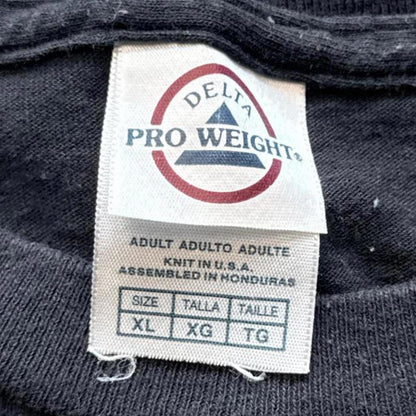 DELTA
PRO WEIGHT®
ADULT ADULTO ADULTE
KNIT IN U.S.A.
ASSEMBLED IN HONDURAS
SIZE TALLA TAILLE
XL XG TG